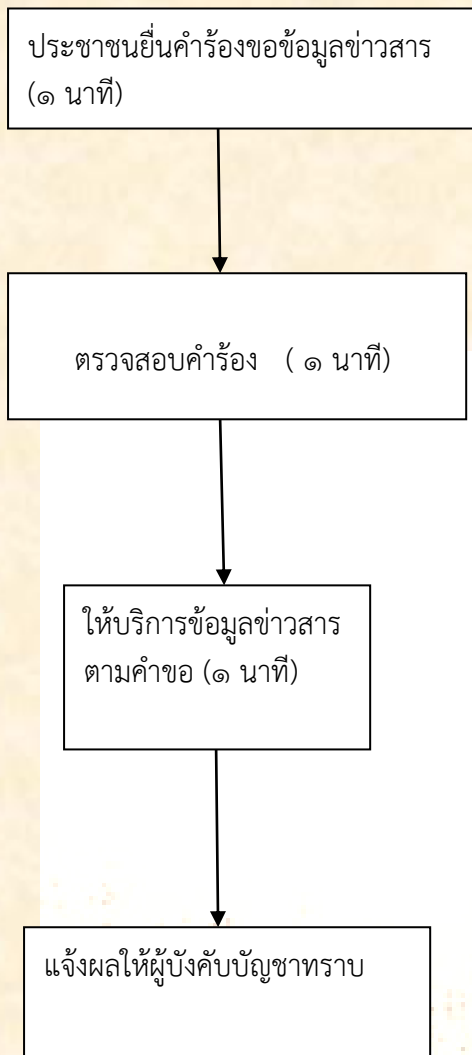 ประชาชนยื่นคำร้องขอข้อมูลข่าวสาร
(๑ นาที)
ตรวจสอบคำร้อง ( ๑ นาที)
ให้บริการข้อมูลข่าวสาร
ตามคำขอ (๑ นาที)
แจ้งผลให้ผู้บังคับบัญชาทราบ